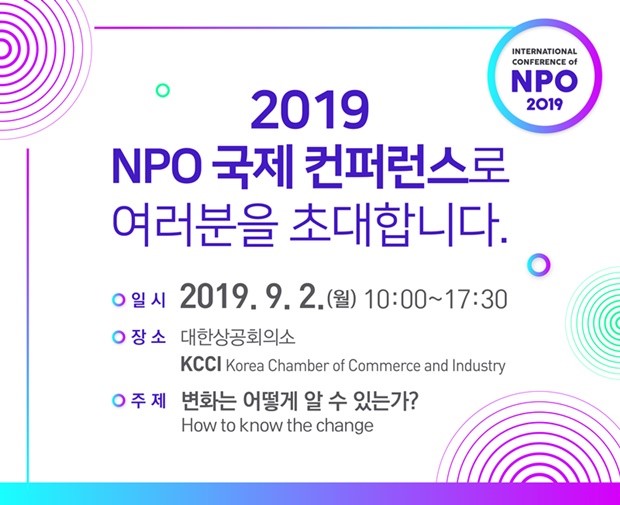 INTERNATIONAL
CONFERENCE of
NPO
2019
2019
NPO 국제 컨퍼런스로
여러분을 초대합니다.
일 시 2019. 9. 2.(월) 10:00~17:30
장 소 대한상공회의소
KCCI Korea Chamber of Commerce and Industry
주 제 변화는 어떻게 알 수 있는가?
How to know the change